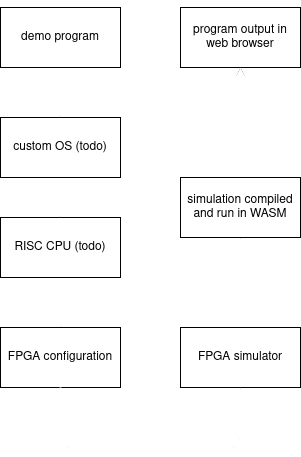 demo program
program output in
web browser
custom OS (todo)
simulation compiled
and run in WASM
RISC CPU (todo)
FPGA configuration
FPGA simulator